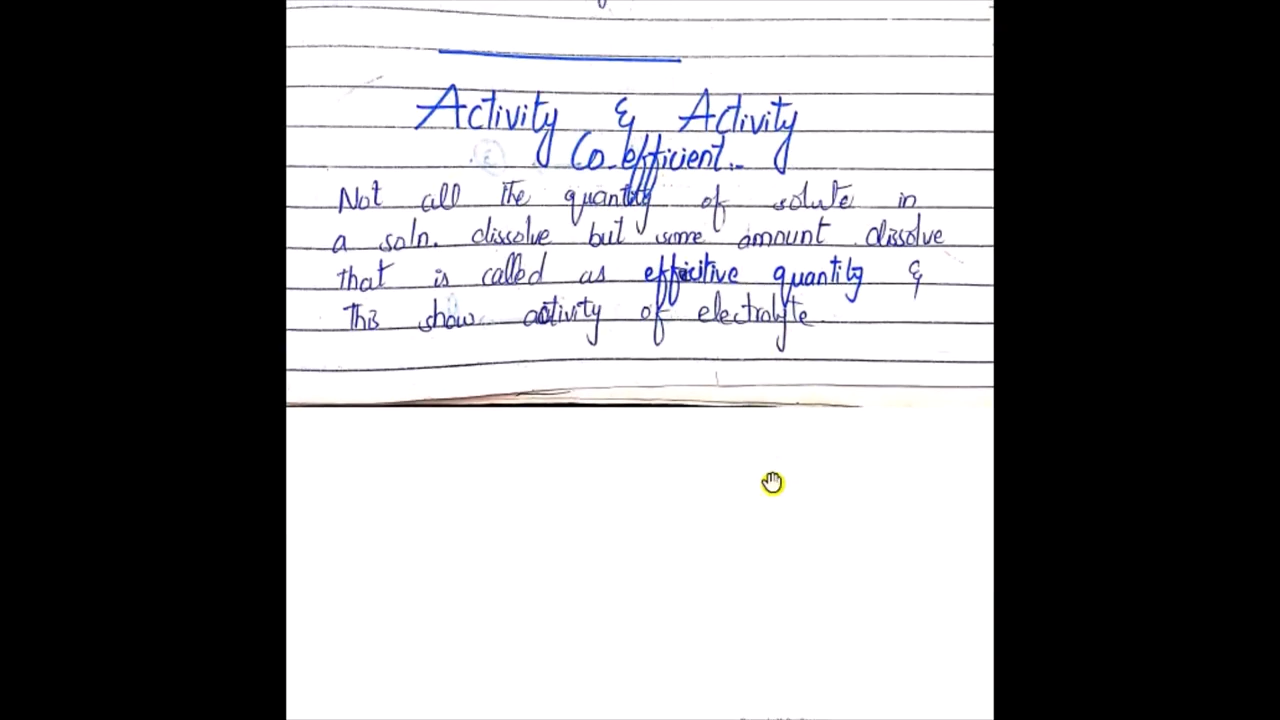 Activity & Activity
Co-efficient.
Not all the quantity of solute in
a soln. dissolve but some amount dissolve
that is called as effective quantity &
This show activity of electrolyte